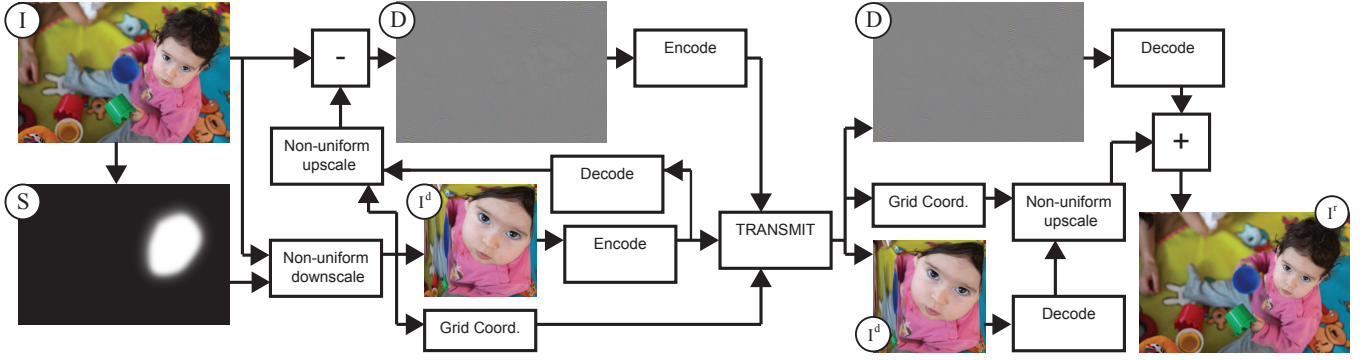 I
-
D
Encode
D
Decode
Non-uniform
upscale
Decode
+
S
I^d
Encode
TRANSMIT
Grid Coord.
Non-uniform
upscale
I^r
Non-uniform
downscale
Grid Coord.
I^d
Decode